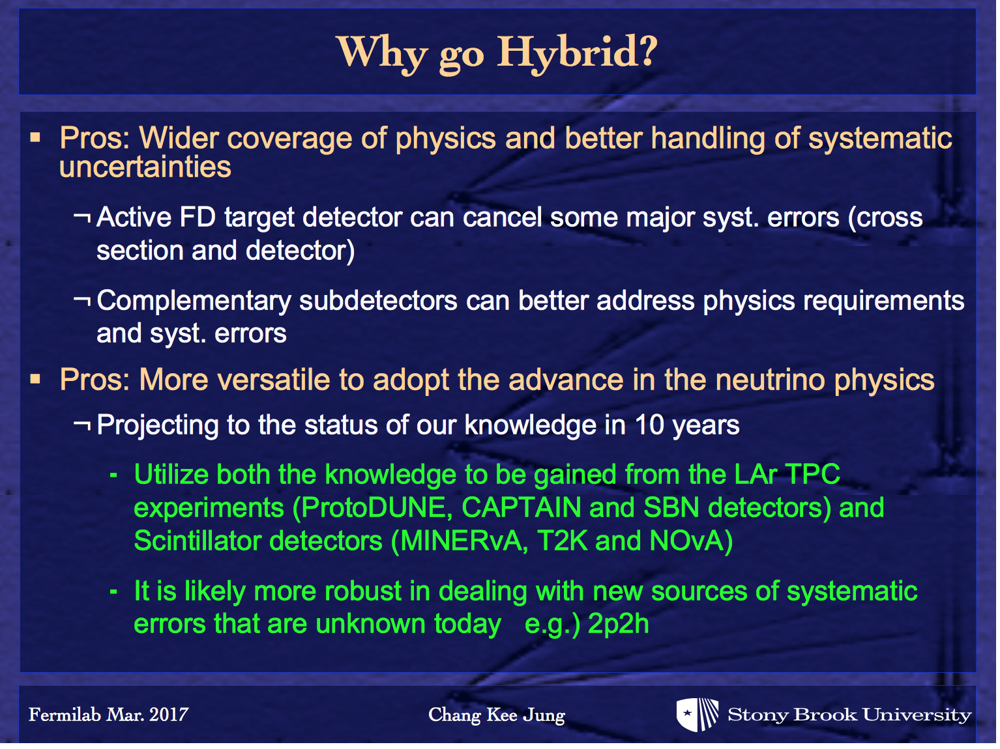 Why go Hybrid?
▪ Pros: Wider coverage of physics and better handling of systematic
uncertainties
¬ Active FD target detector can cancel some major syst. errors (cross
section and detector)
¬ Complementary subdetectors can better address physics requirements
and syst. errors
▪ Pros: More versatile to adopt the advance in the neutrino physics
¬ Projecting to the status of our knowledge in 10 years
- Utilize both the knowledge to be gained from the LAr TPC
experiments (ProtoDUNE, CAPTAIN and SBN detectors) and
Scintillator detectors (MINERvA, T2K and NOvA)
- It is likely more robust in dealing with new sources of systematic
errors that are unknown today e.g.) 2p2h
Fermilab Mar. 2017
Chang Kee Jung
Stony Brook University